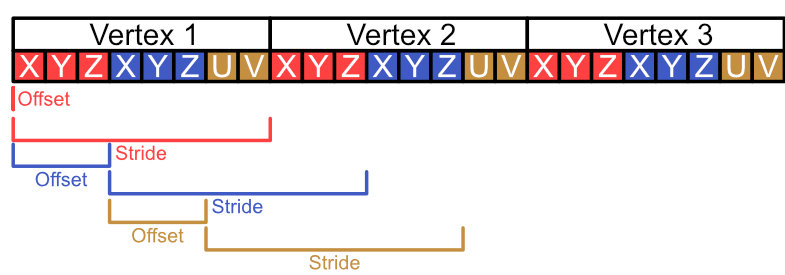 Vertex 1 Vertex 2 Vertex 3
X Y Z X Y Z U V X Y Z X Y Z U V X Y Z X Y Z U V
Offset
Stride
Offset
Stride
Offset
Stride